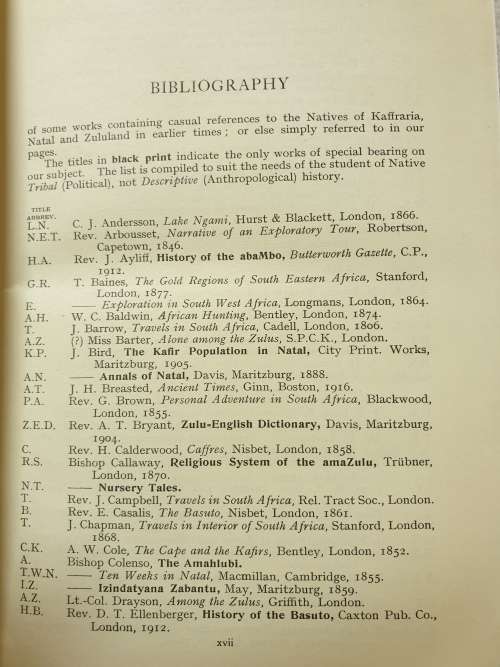 BIBLIOGRAPHY
of some works containing casual references to the Natives of Kaffraria,
Natal and Zululand in earlier times; or else simply referred to in our
pages.
The titles in black print indicate the only works of special bearing on
our subject. The list is compiled to suit the needs of the student of Native
Tribal (Political), not Descriptive (Anthropological) history.
TITLE
ABBREV.
L.N. C. J. Andersson, Lake Ngami, Hurst & Blackett, London, 1866.
N.E.T. Rev. Arbousset, Narrative of an Exploratory Tour, Robertson,
Capetown, 1846.
H.A. Rev. J. Ayliff, History of the abaMbo, Butterworth Gazette, C.P.,
1912.
G.R. T. Baines, The Gold Regions of South Eastern Africa, Stanford,
London, 1877.
E. —— Exploration in South West Africa, Longmans, London, 1864.
A.H. W. C. Baldwin, African Hunting, Bentley, London, 1874.
T. J. Barrow, Travels in South Africa, Cadell, London, 1806.
A.Z. (?) Miss Barter, Alone among the Zulus, S.P.C.K., London.
K.P. J. Bird, The Kafir Population in Natal, City Print. Works,
Maritzburg, 1905.
A.N. —— Annals of Natal, Davis, Maritzburg, 1888.
A.T. J. H. Breasted, Ancient Times, Ginn, Boston, 1916.
P.A. Rev. G. Brown, Personal Adventure in South Africa, Blackwood,
London, 1855.
Z.E.D. Rev. A. T. Bryant, Zulu-English Dictionary, Davis, Maritzburg,
1904.
C. Rev. H. Calderwood, Caffres, Nisbet, London, 1858.
R.S. Bishop Callaway, Religious System of the amaZulu, Trübner,
London, 1870.
N.T. —— Nursery Tales.
T. Rev. J. Campbell, Travels in South Africa, Rel. Tract Soc., London.
B. Rev. E. Casalis, The Basuto, Nisbet, London, 1861.
T. J. Chapman, Travels in Interior of South Africa, Stanford, London,
1868.
C.K. A. W. Cole, The Cape and the Kafirs, Bentley, London, 1852.
A. Bishop Colenso, The Amahlubi.
T.W.N. —— Ten Weeks in Natal, Macmillan, Cambridge, 1855.
I.Z. —— Izindatyana Zabantu, May, Maritzburg, 1859.
A.Z. Lt.-Col. Drayson, Among the Zulus, Griffith, London.
H.B. Rev. D. T. Ellenberger, History of the Basuto, Caxton Pub. Co.,
London, 1912.
xvii